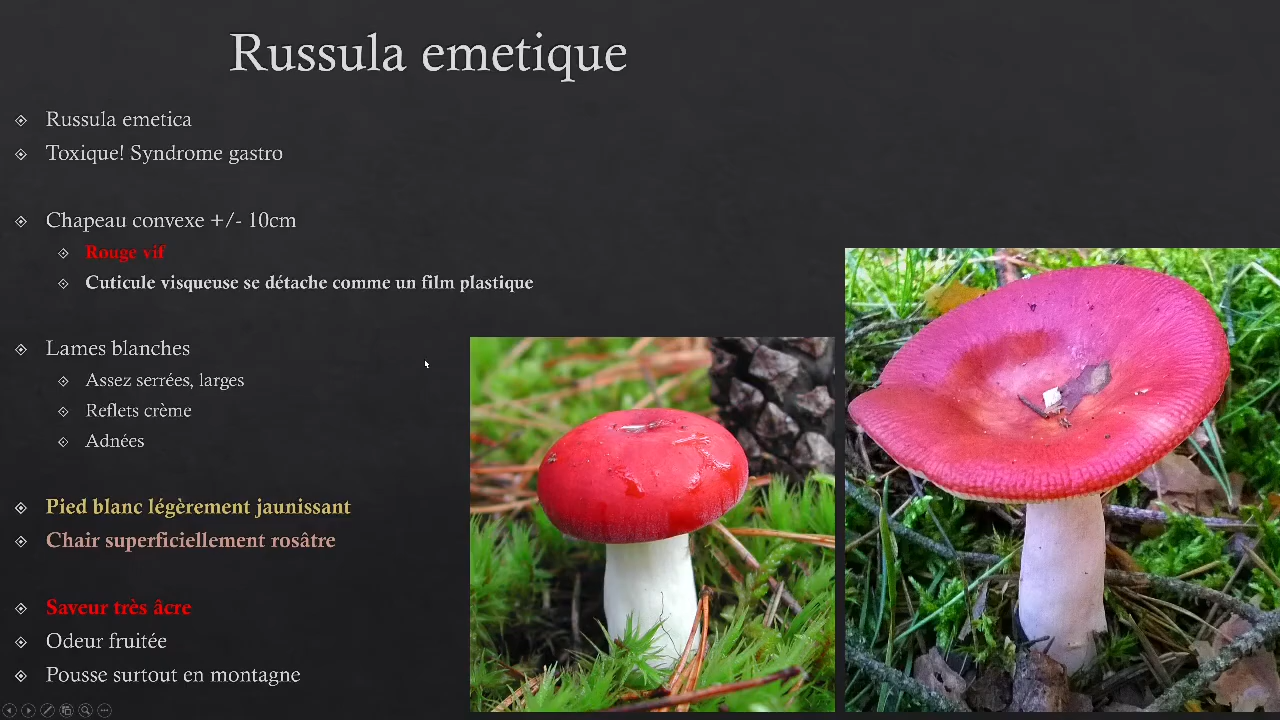 Russula emetique
Russula emetica
Toxique! Syndrome gastro
Chapeau convexe +/- 10cm
Rouge vif
Cuticule visqueuse se détache comme un film plastique
Lames blanches
Assez serrées, larges
Reflets crème
Adnées
Pied blanc légèrement jaunissant
Chair superficiellement rosâtre
Saveur très âcre
Odeur fruitée
Pousse surtout en montagne